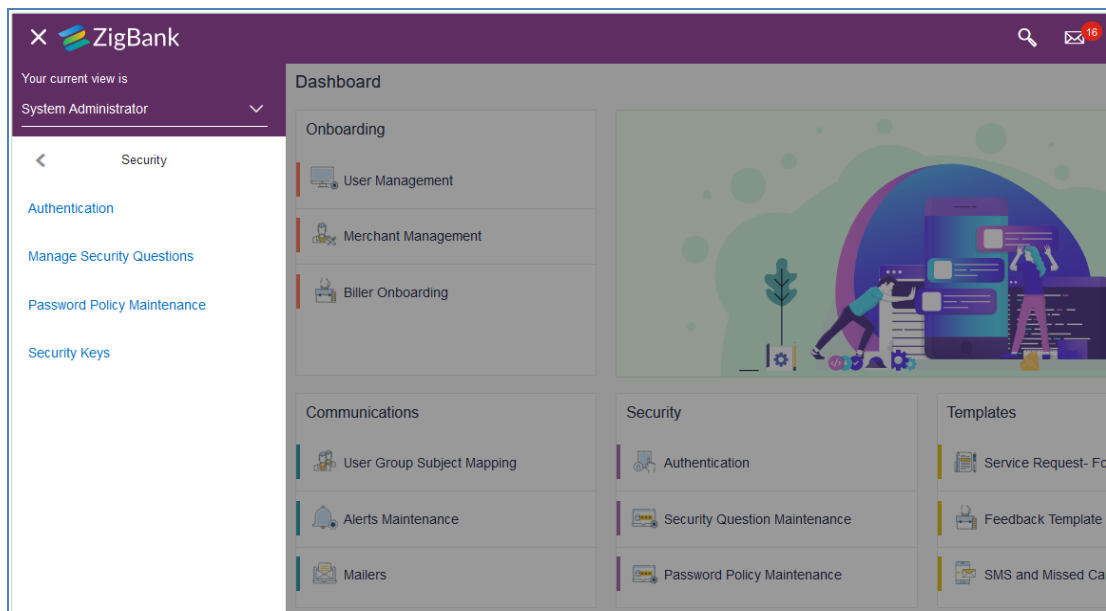 ZigBank
16
Your current view is
System Administrator
Security
Authentication
Manage Security Questions
Password Policy Maintenance
Security Keys
Dashboard
Onboarding
User Management
Merchant Management
Biller Onboarding
Communications
User Group Subject Mapping
Alerts Maintenance
Mailers
Security
Authentication
Security Question Maintenance
Password Policy Maintenance
Templates
Service Request- Fo
Feedback Template
SMS and Missed Ca